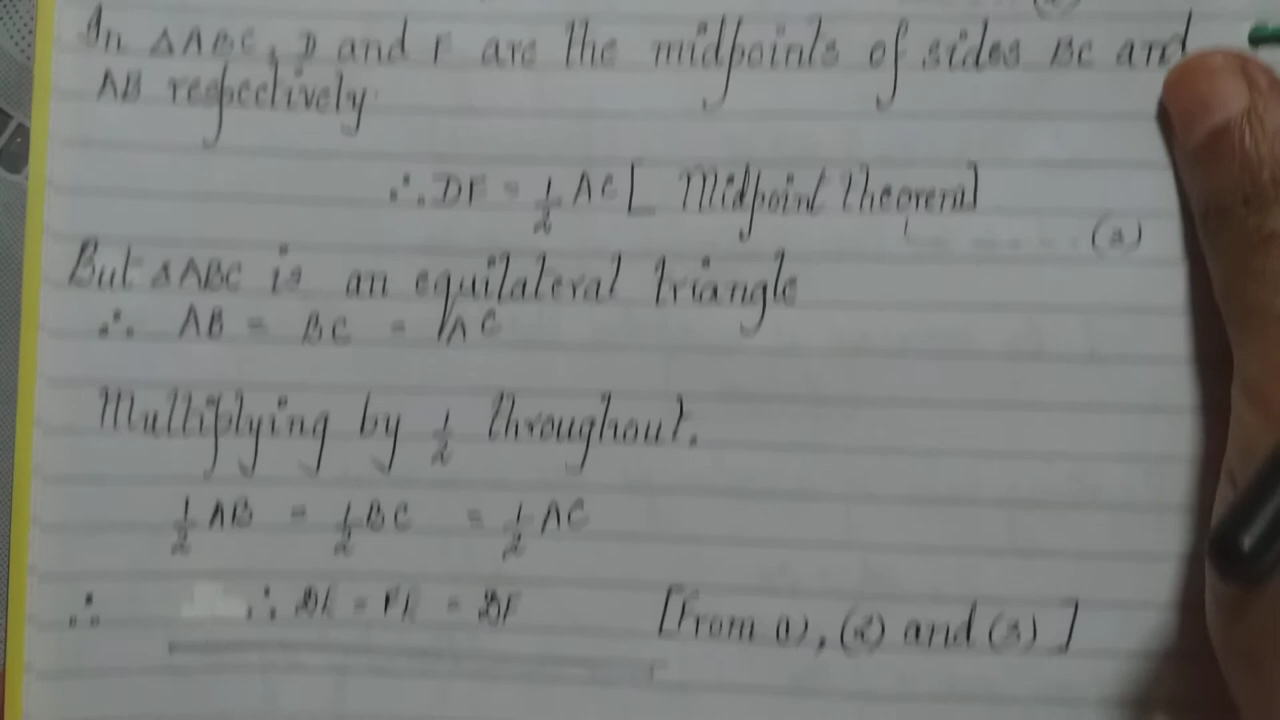 In ΔABC, D and F are the midpoints of sides BC and
AB respectively.
∴ DF = 1/2 AC [ Midpoint theorem]
(3)
But ΔABC is an equilateral triangle
∴ AB = BC = AC
Multiplying by 1/2 throughout.
1/2 AB = 1/2 BC = 1/2 AC
∴ ∴ DE = FE = DF [From (1), (2) and (3) ]